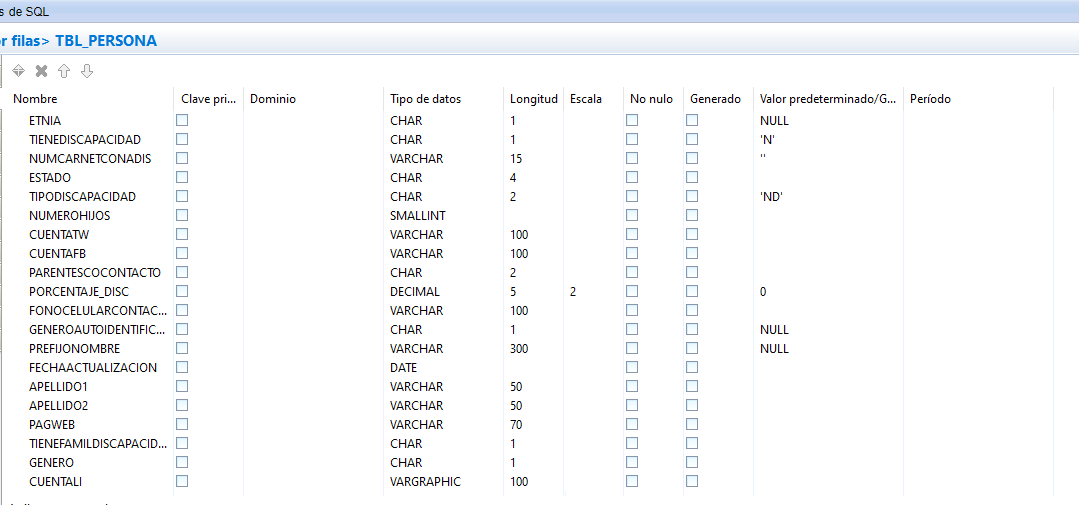 s de SQL
r filas> TBL_PERSONA
Nombre Clave pri... Dominio Tipo de datos Longitud Escala No nulo Generado Valor predeterminado/G... Período
ETNIA CHAR 1 NULL
TIENEDISCAPACIDAD CHAR 1 'N'
NUMCARNETCONADIS VARCHAR 15 ''
ESTADO CHAR 4
TIPODISCAPACIDAD CHAR 2 'ND'
NUMEROHIJOS SMALLINT
CUENTATW VARCHAR 100
CUENTAFB VARCHAR 100
PARENTESCOCONTACTO CHAR 2
PORCENTAJE_DISC DECIMAL 5 2 0
FONOCELULARCONTAC... VARCHAR 100
GENEROAUTOIDENTIFIC... CHAR 1 NULL
PREFIJONOMBRE VARCHAR 300 NULL
FECHAACTUALIZACION DATE
APELLIDO1 VARCHAR 50
APELLIDO2 VARCHAR 50
PAGWEB VARCHAR 70
TIENEFAMILDISCAPACID... CHAR 1
GENERO CHAR 1
CUENTALI VARGRAPHIC 100